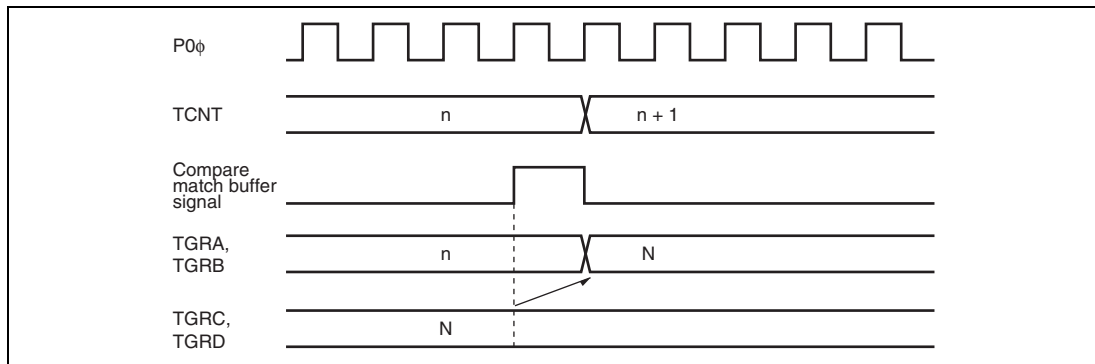 P0ϕ
TCNT
n
n + 1
Compare
match buffer
signal
TGRA,
TGRB
n
N
TGRC,
TGRD
N